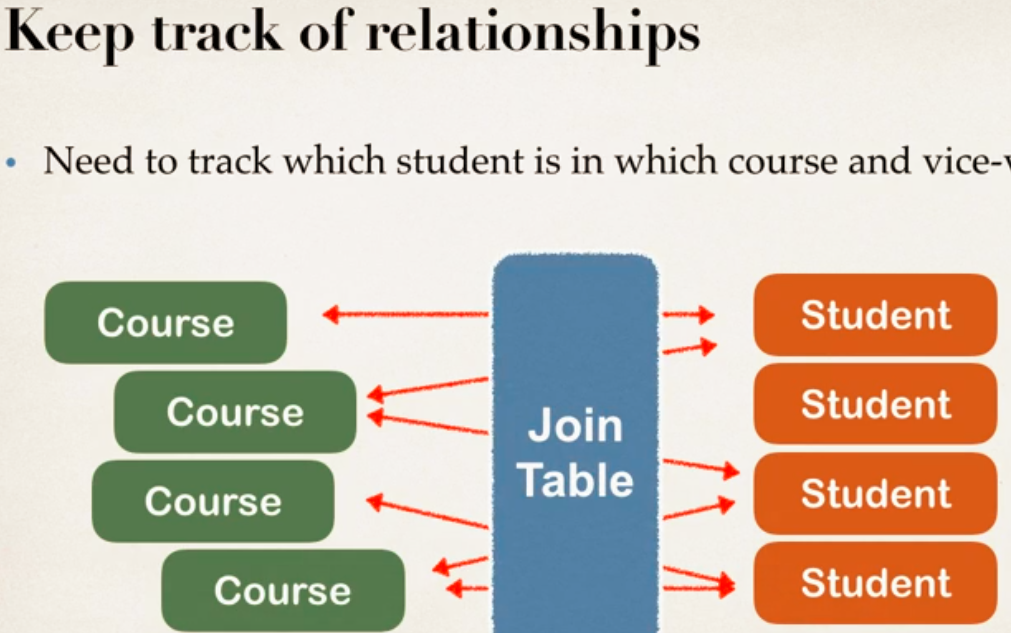 Keep track of relationships
• Need to track which student is in which course and vice-
Course
Student
Course
Student
Join
Table
Course
Student
Course
Student